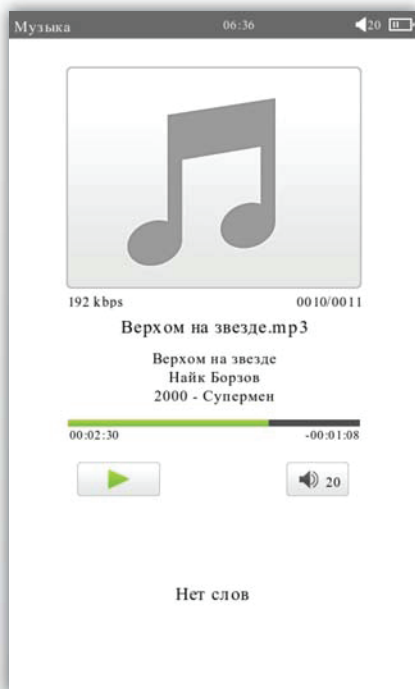 Музыка 06:36 20
192 kbps 0010/0011
Верхом на звезде.mp3
Верхом на звезде
Найк Борзов
2000 - Супермен
00:02:30 -00:01:08
20
Нет слов